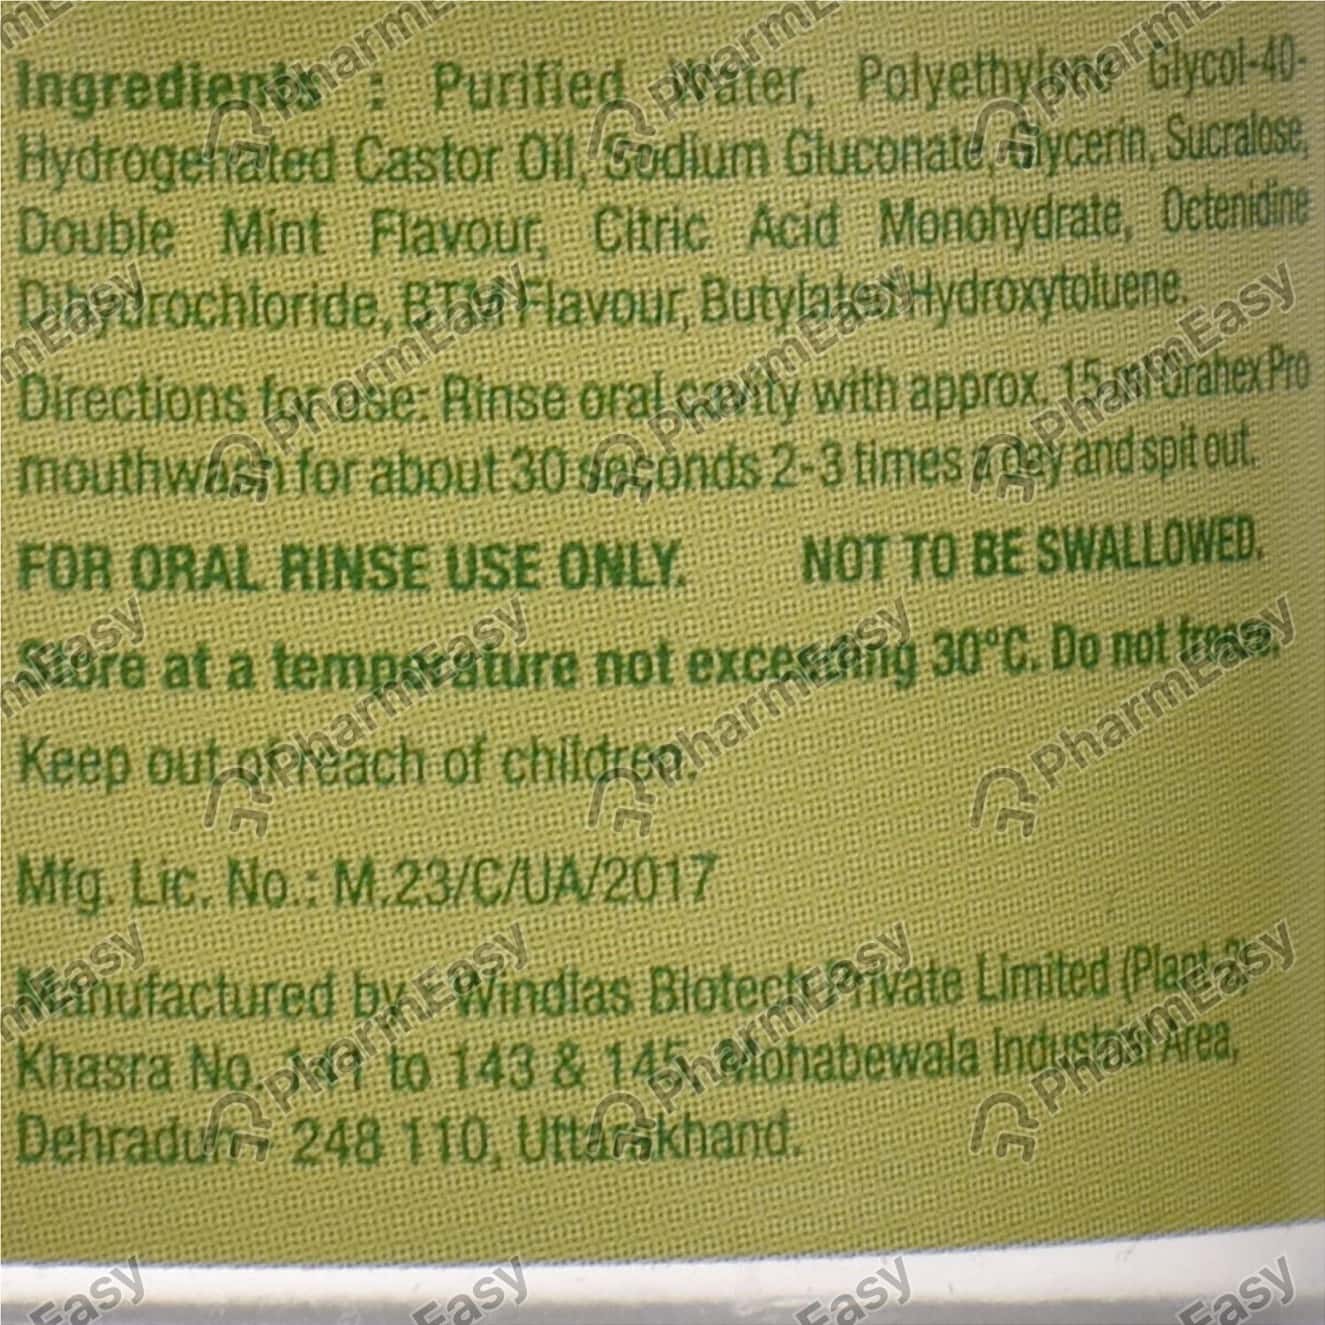 Ingredients : Purified Water, Polyethylene Glycol-40-
Hydrogenated Castor Oil, Sodium Gluconate, Glycerin, Sucralose,
Double Mint Flavour, Citric Acid Monohydrate, Octenidine
Dihydrochloride, BTM Flavour, Butylated Hydroxytoluene.
Directions for use: Rinse oral cavity with approx. 15 ml Orahex Pro
mouthwash for about 30 seconds 2-3 times a day and spit out.
FOR ORAL RINSE USE ONLY. NOT TO BE SWALLOWED.
Store at a temperature not exceeding 30°C. Do not freeze.
Keep out of reach of children.
Mfg. Lic. No.: M.23/C/UA/2017
Manufactured by : Windlas Biotech Private Limited (Plant-2)
Khasra No. 141 to 143 & 145, Mohabewala Industrial Area,
Dehradun - 248 110, Uttarakhand.